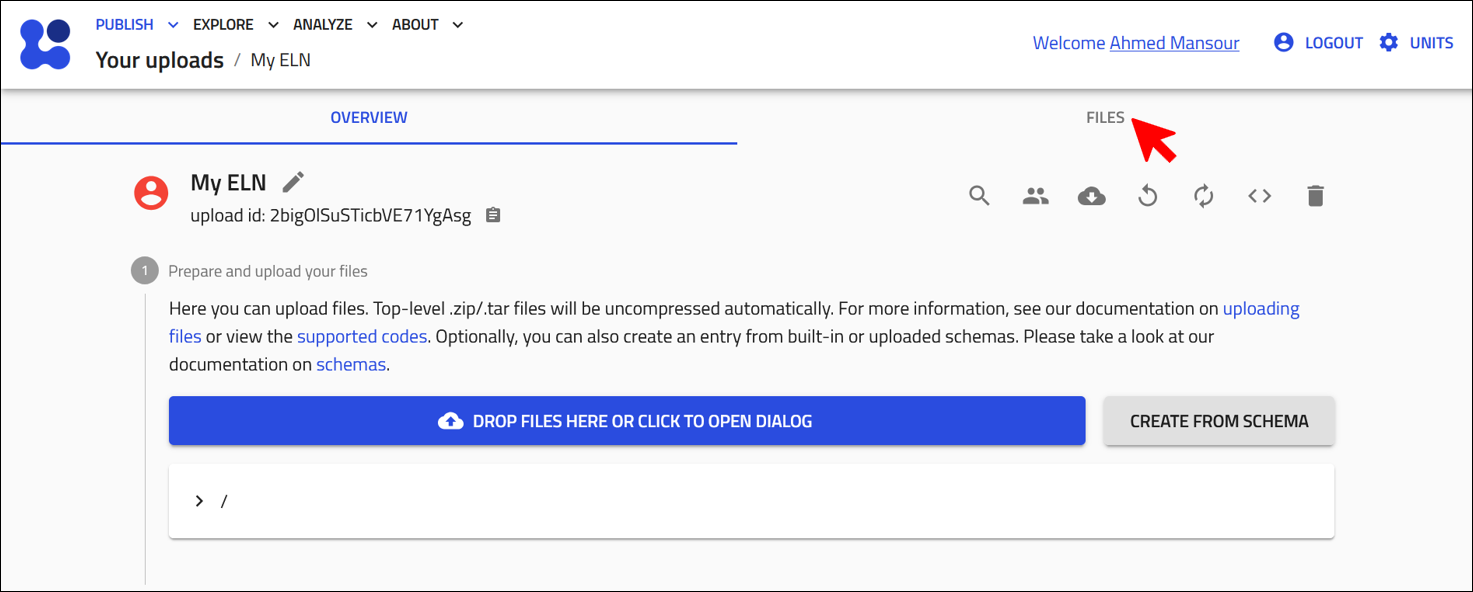 PUBLISH EXPLORE ANALYZE ABOUT
Your uploads / My ELN
Welcome Ahmed Mansour LOGOUT UNITS
OVERVIEW FILES
My ELN
upload id: 2bigOlSuSTicbVE71YgAsg
1 Prepare and upload your files
Here you can upload files. Top-level .zip/.tar files will be uncompressed automatically. For more information, see our documentation on uploading
files or view the supported codes. Optionally, you can also create an entry from built-in or uploaded schemas. Please take a look at our
documentation on schemas.
DROP FILES HERE OR CLICK TO OPEN DIALOG CREATE FROM SCHEMA
/